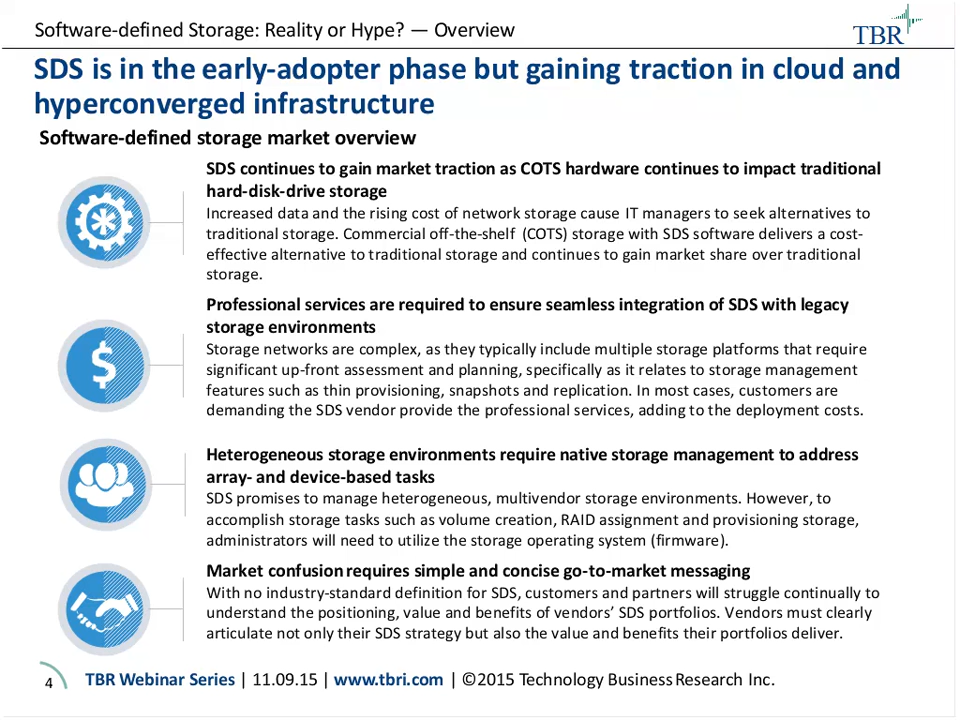 Software-defined Storage: Reality or Hype? — Overview
TBR
SDS is in the early-adopter phase but gaining traction in cloud and
hyperconverged infrastructure
Software-defined storage market overview
SDS continues to gain market traction as COTS hardware continues to impact traditional
hard-disk-drive storage
Increased data and the rising cost of network storage cause IT managers to seek alternatives to
traditional storage. Commercial off-the-shelf (COTS) storage with SDS software delivers a cost-
effective alternative to traditional storage and continues to gain market share over traditional
storage.
Professional services are required to ensure seamless integration of SDS with legacy
storage environments
Storage networks are complex, as they typically include multiple storage platforms that require
significant up-front assessment and planning, specifically as it relates to storage management
features such as thin provisioning, snapshots and replication. In most cases, customers are
demanding the SDS vendor provide the professional services, adding to the deployment costs.
$
Heterogeneous storage environments require native storage management to address
array- and device-based tasks
SDS promises to manage heterogeneous, multivendor storage environments. However, to
accomplish storage tasks such as volume creation, RAID assignment and provisioning storage,
administrators will need to utilize the storage operating system (firmware).
Market confusion requires simple and concise go-to-market messaging
With no industry-standard definition for SDS, customers and partners will struggle continually to
understand the positioning, value and benefits of vendors' SDS portfolios. Vendors must clearly
articulate not only their SDS strategy but also the value and benefits their portfolios deliver.
4 TBR Webinar Series | 11.09.15 | www.tbri.com | ©2015 Technology Business Research Inc.